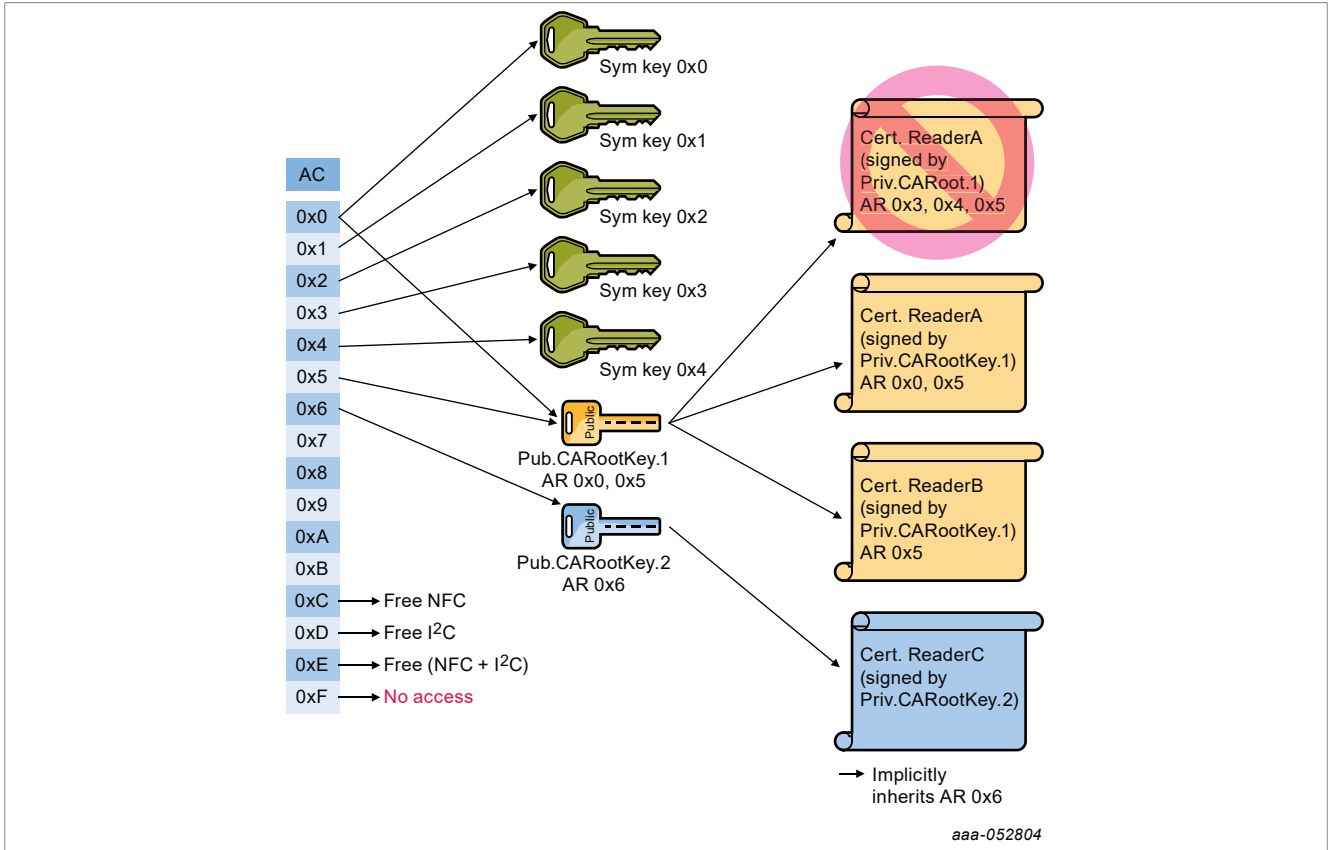 Sym key 0x0
Sym key 0x1
Sym key 0x2
Sym key 0x3
Sym key 0x4
AC
0x0
0x1
0x2
0x3
0x4
0x5
0x6
0x7
0x8
0x9
0xA
0xB
0xC
0xD
0xE
0xF
Free NFC
Free I²C
Free (NFC + I²C)
No access
Public
Pub.CARootKey.1
AR 0x0, 0x5
Public
Pub.CARootKey.2
AR 0x6
Cert. ReaderA
(signed by
Priv.CARoot.1)
AR 0x3, 0x4, 0x5
Cert. ReaderA
(signed by
Priv.CARootKey.1)
AR 0x0, 0x5
Cert. ReaderB
(signed by
Priv.CARootKey.1)
AR 0x5
Cert. ReaderC
(signed by
Priv.CARootKey.2)
Implicitly
inherits AR 0x6
aaa-052804